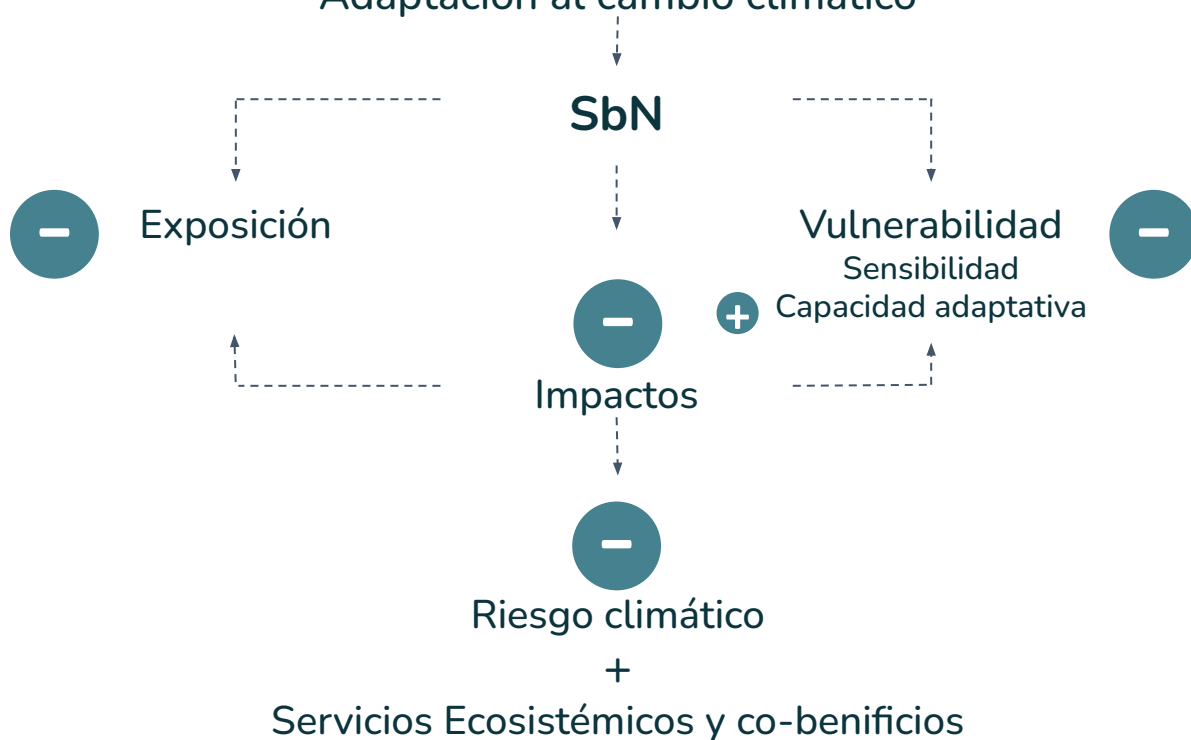 Adaptación al cambio climático
SbN
Exposición
Vulnerabilidad
Sensibilidad
+ Capacidad adaptativa
Impactos
Riesgo climático
+
Servicios Ecosistémicos y co-benificios